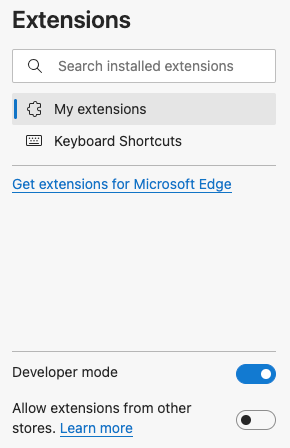 Extensions
Search installed extensions
My extensions
Keyboard Shortcuts
Get extensions for Microsoft Edge
Developer mode
Allow extensions from other
stores. Learn more